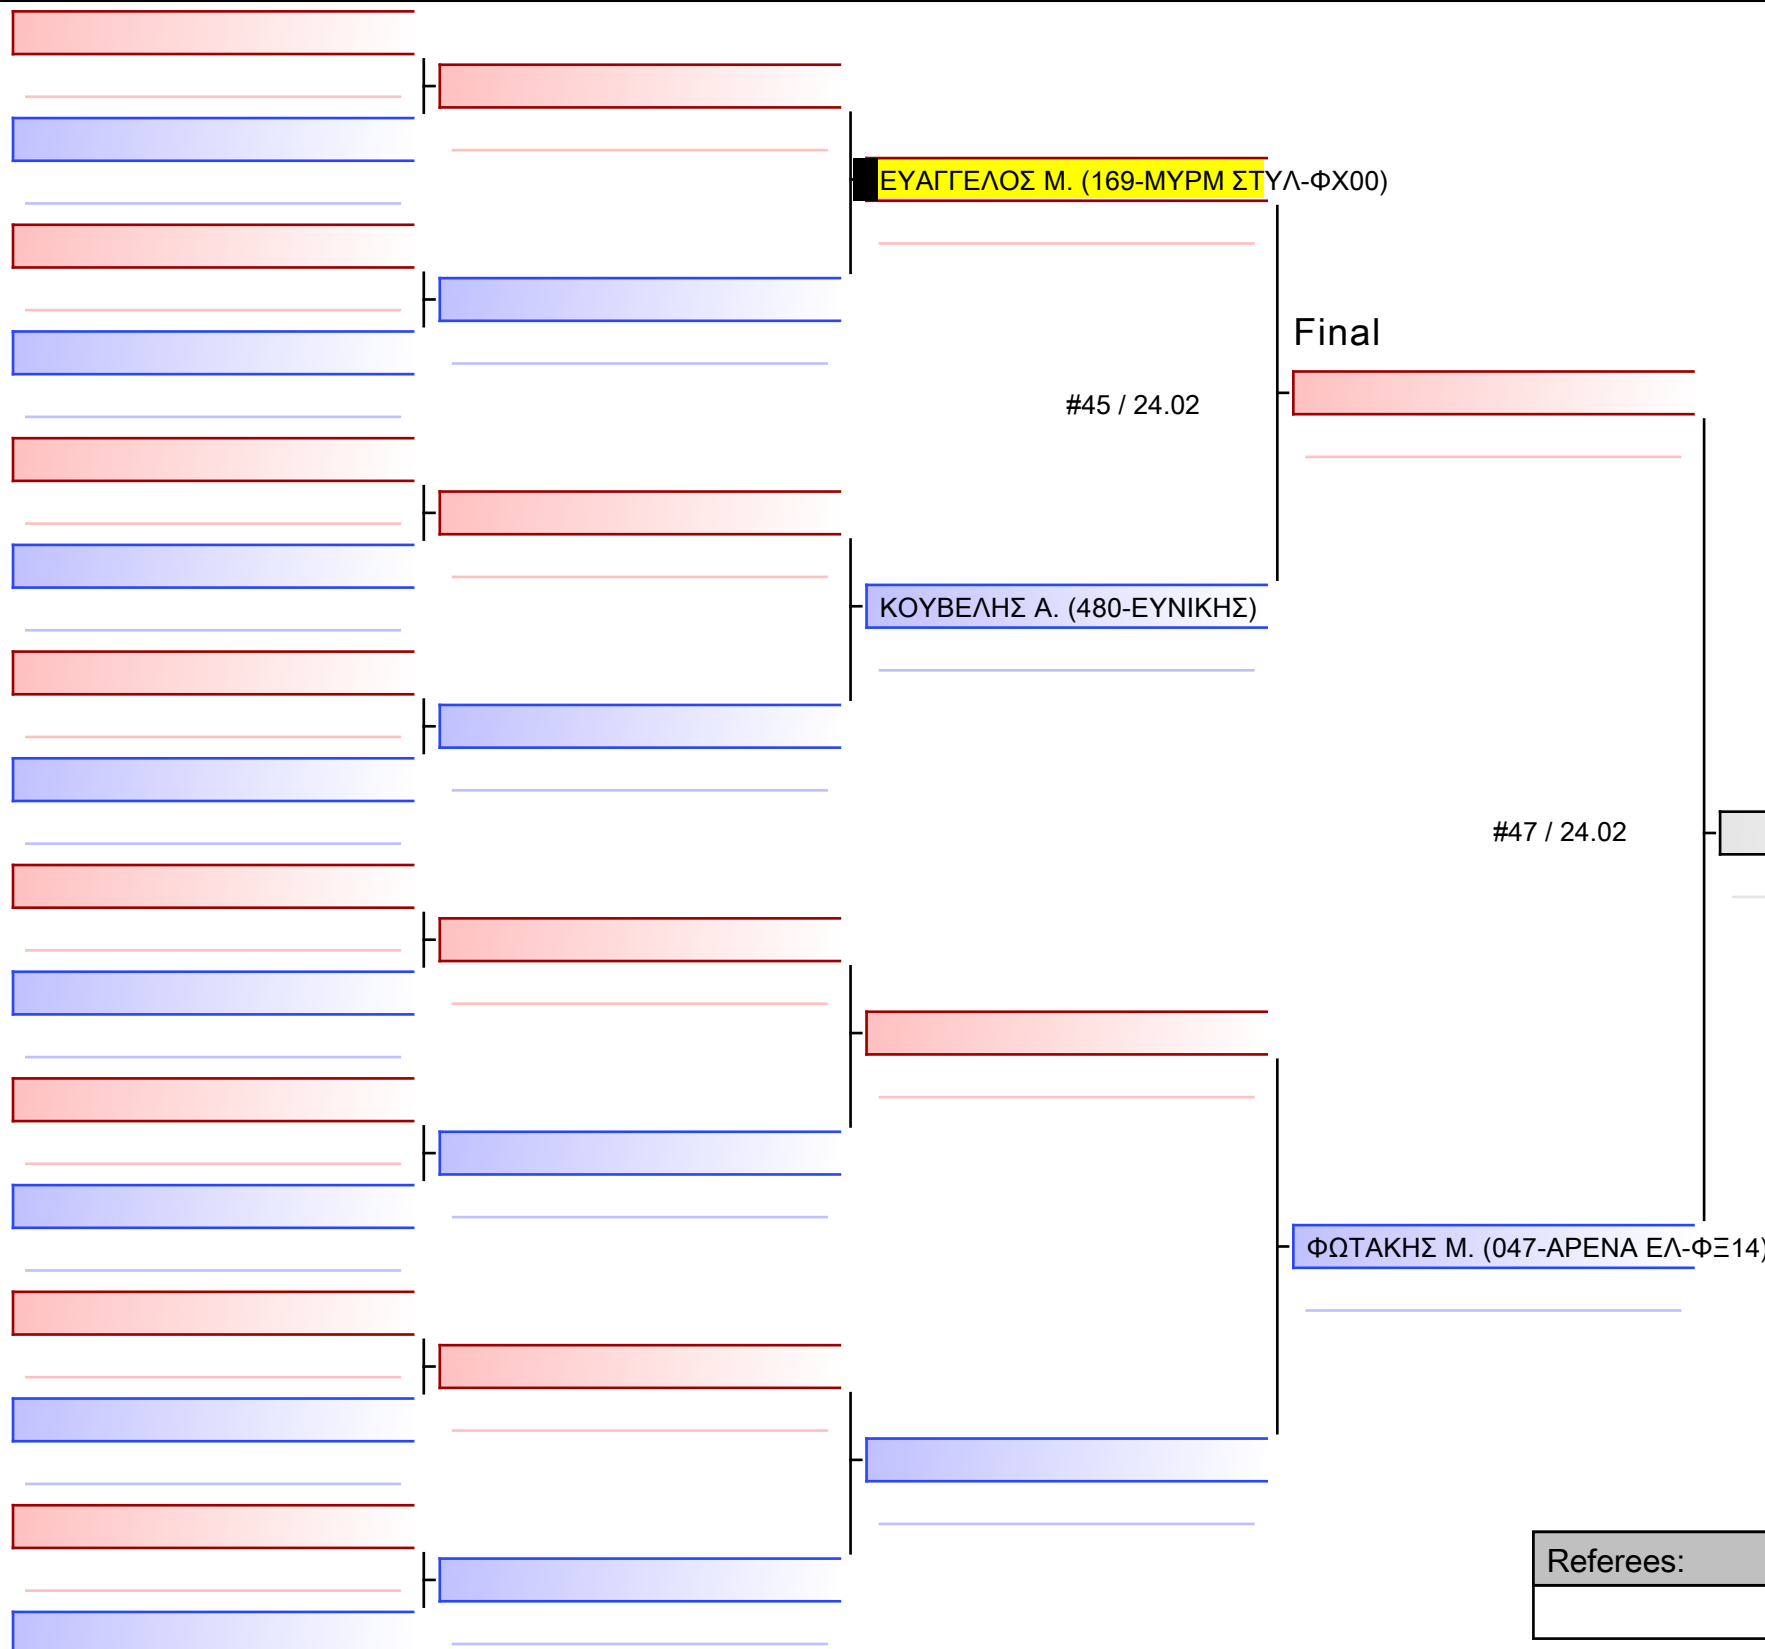 ΕΥΑΓΓΕΛΟΣ Μ. (169-ΜΥΡΜ ΣΤΥΛ-ΦΧ00)
Final
#45 / 24.02
ΚΟΥΒΕΛΗΣ Α. (480-ΕΥΝΙΚΗΣ)
#47 / 24.02
ΦΩΤΑΚΗΣ Μ. (047-ΑΡΕΝΑ ΕΛ-ΦΞ14)
Referees: